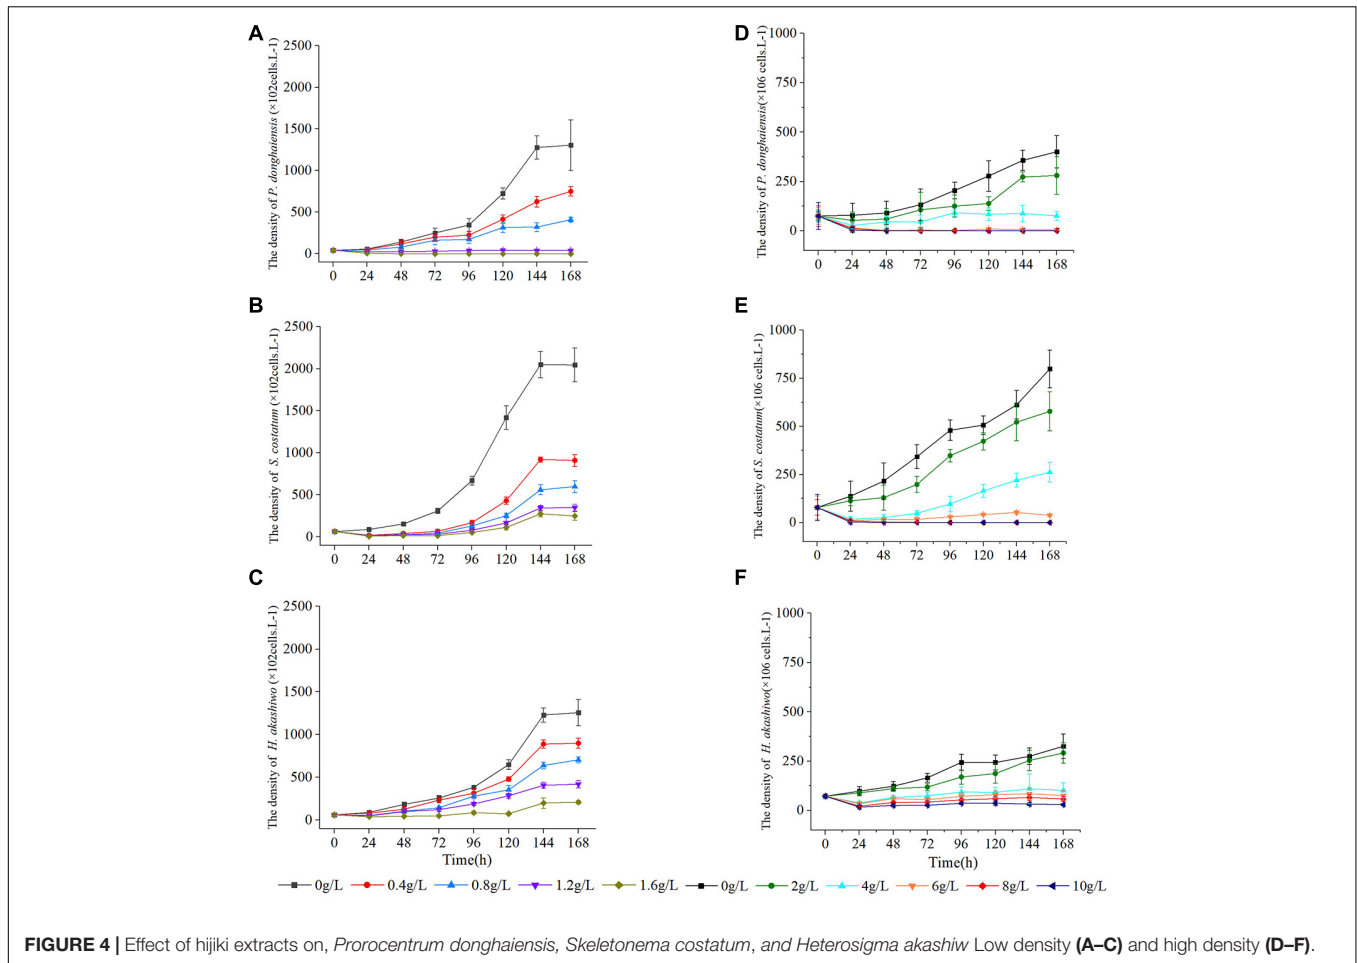 A
The density of P. donghaiensis (×102cells.L-1)
2500
2000
1500
1000
500
0
0 24 48 72 96 120 144 168
B
The density of S. costatum (×102cells.L-1)
2500
2000
1500
1000
500
0
0 24 48 72 96 120 144 168
C
The density of H. akashiwo (×102cells.L-1)
2500
2000
1500
1000
500
0
0 24 48 72 96 120 144 168
Time(h)
D
The density of P. donghaiensis(×106 cells.L-1)
1000
750
500
250
0
0 24 48 72 96 120 144 168
E
The density of S. costatum(×106 cells.L-1)
1000
750
500
250
0
0 24 48 72 96 120 144 168
F
The density of H. akashiwo(×106 cells.L-1)
1000
750
500
250
0
0 24 48 72 96 120 144 168
Time(h)
0g/L 0.4g/L 0.8g/L 1.2g/L 1.6g/L 0g/L 2g/L 4g/L 6g/L 8g/L 10g/L
FIGURE 4 | Effect of hijiki extracts on, Prorocentrum donghaiensis, Skeletonema costatum, and Heterosigma akashiw Low density (A–C) and high density (D–F).